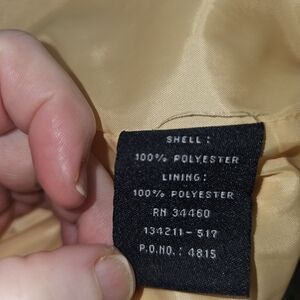 SHELL:
100% POLYESTER
LINING:
100% POLYESTER
RN 34460
134211-517
P.O.NO.: 4815